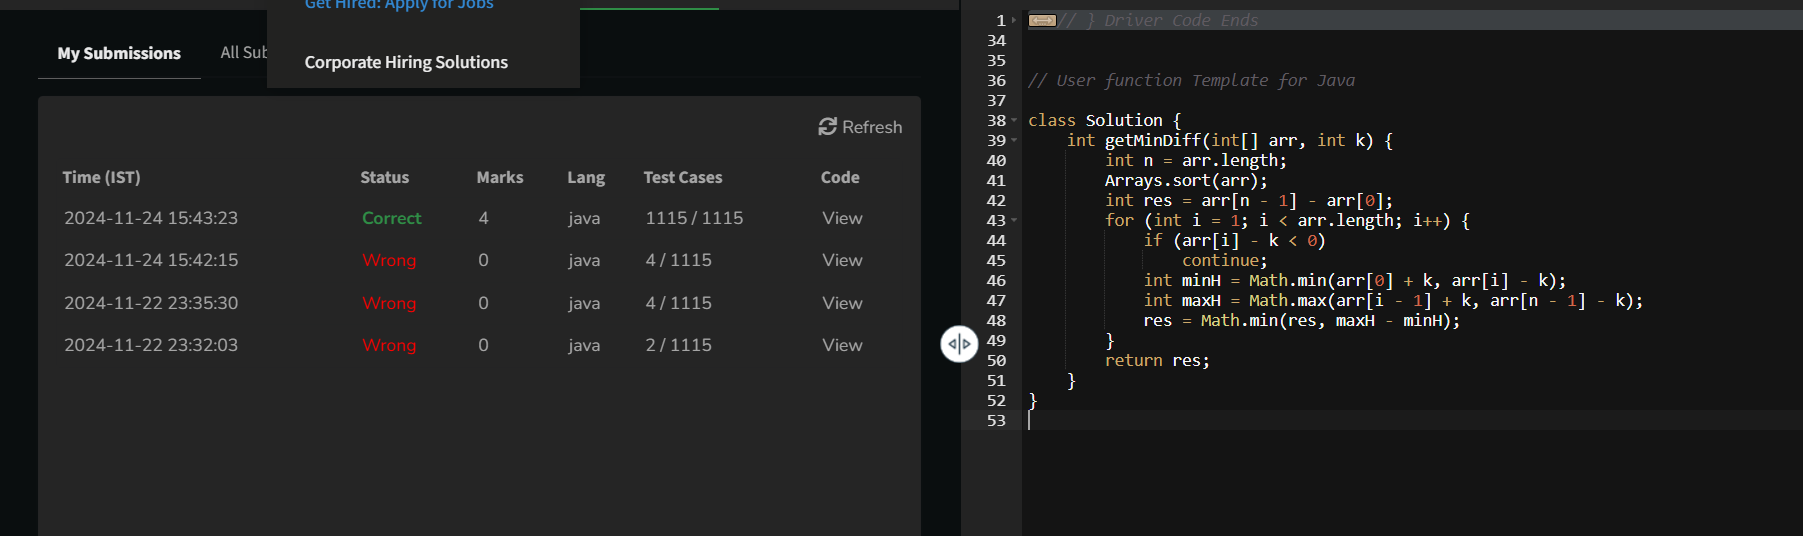 Get Hired: Apply for Jobs
My Submissions All Sub
Corporate Hiring Solutions
Refresh
Time (IST) Status Marks Lang Test Cases Code
2024-11-24 15:43:23 Correct 4 java 1115 / 1115 View
2024-11-24 15:42:15 Wrong 0 java 4 / 1115 View
2024-11-22 23:35:30 Wrong 0 java 4 / 1115 View
2024-11-22 23:32:03 Wrong 0 java 2 / 1115 View
1 // } Driver Code Ends
34
35
36 // User function Template for Java
37
38 class Solution {
39 int getMinDiff(int[] arr, int k) {
40 int n = arr.length;
41 Arrays.sort(arr);
42 int res = arr[n - 1] - arr[0];
43 for (int i = 1; i < arr.length; i++) {
44 if (arr[i] - k < 0)
45 continue;
46 int minH = Math.min(arr[0] + k, arr[i] - k);
47 int maxH = Math.max(arr[i - 1] + k, arr[n - 1] - k);
48 res = Math.min(res, maxH - minH);
49 }
50 return res;
51 }
52 }
53